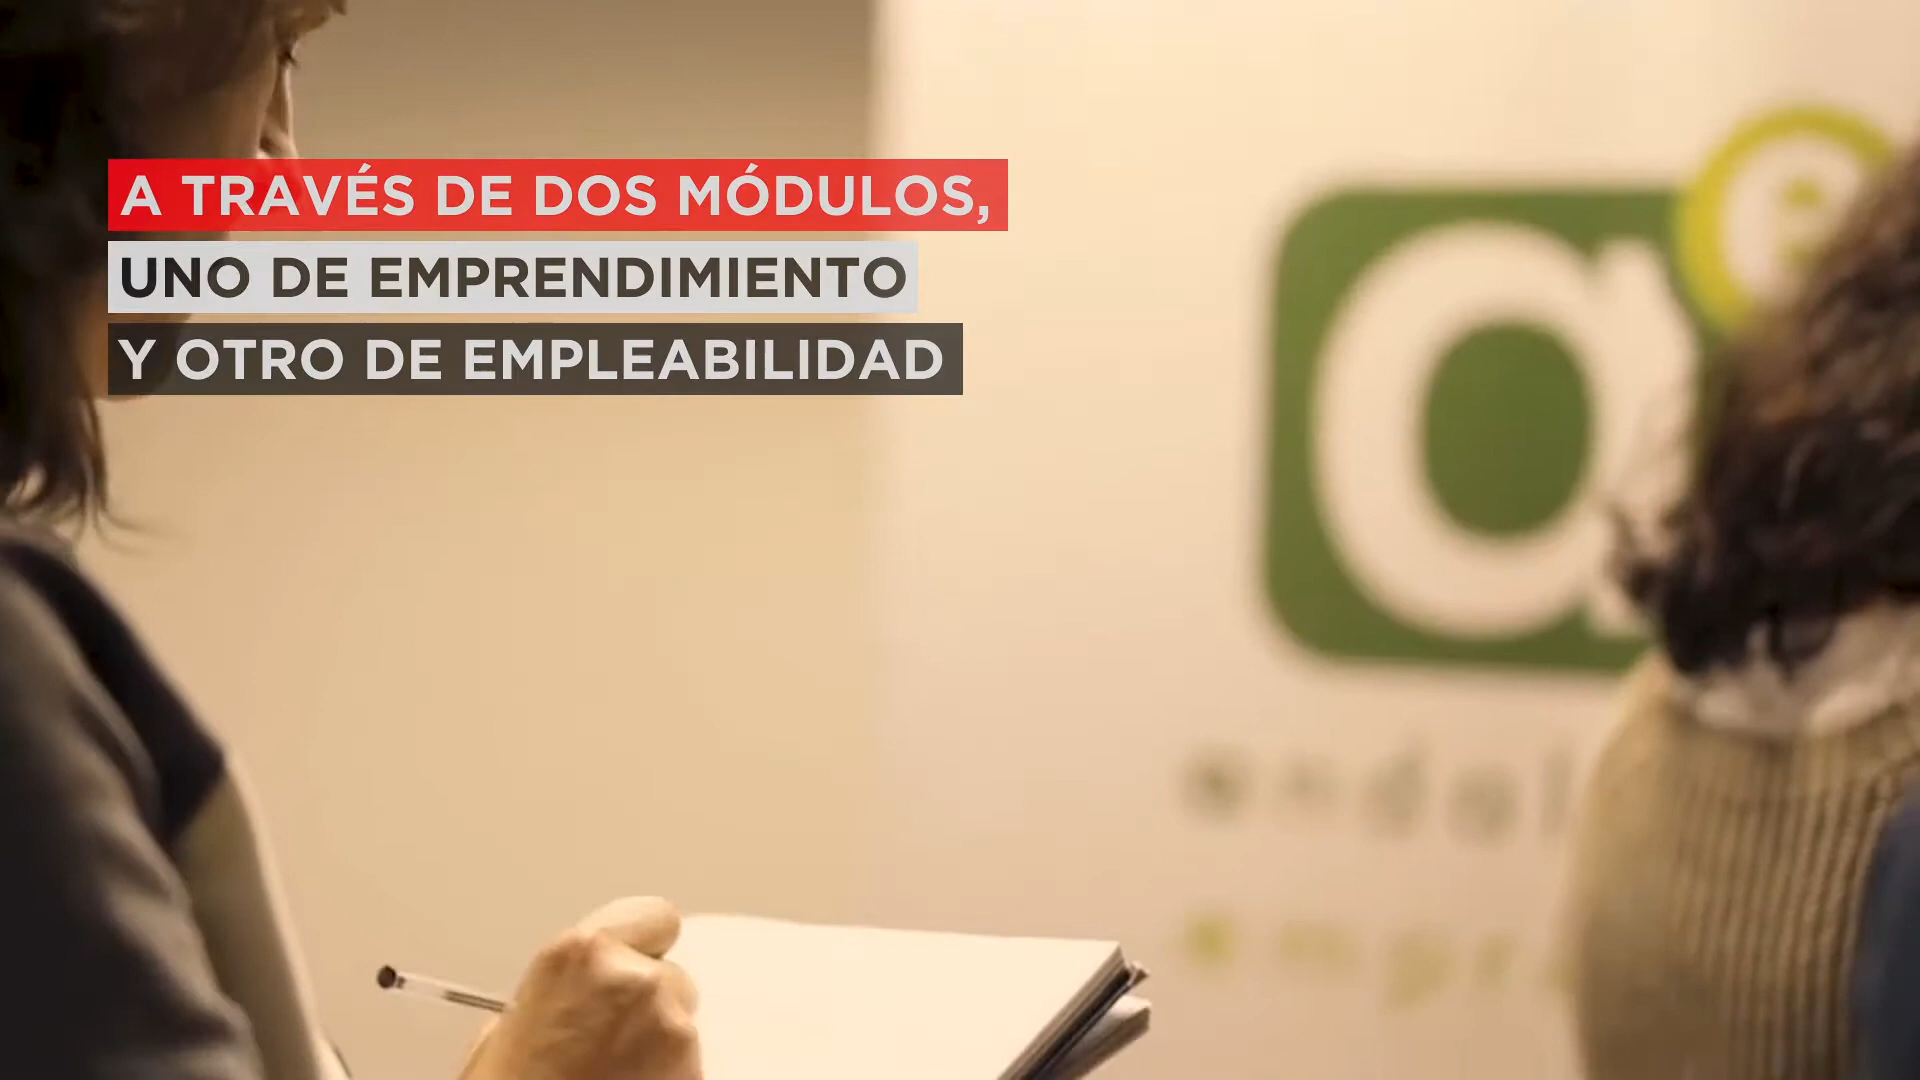 A TRAVÉS DE DOS MÓDULOS,
UNO DE EMPRENDIMIENTO
Y OTRO DE EMPLEABILIDAD
a